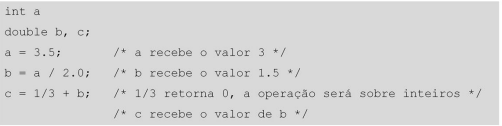 int a
double b, c;
a = 3.5; /* a recebe o valor 3 */
b = a / 2.0; /* b recebe o valor 1.5 */
c = 1/3 + b; /* 1/3 retorna 0, a operação será sobre inteiros */
/* c recebe o valor de b */